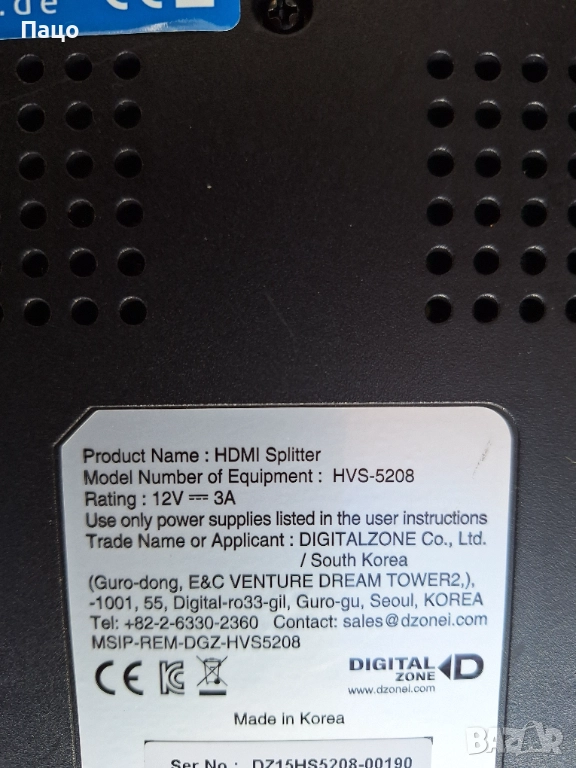 .de
Пацо
Product Name : HDMI Splitter
Model Number of Equipment : HVS-5208
Rating : 12V ⎓ 3A
Use only power supplies listed in the user instructions
Trade Name or Applicant : DIGITALZONE Co., Ltd.
/ South Korea
(Guro-dong, E&C VENTURE DREAM TOWER2,),
-1001, 55, Digital-ro33-gil, Guro-gu, Seoul, KOREA
Tel: +82-2-6330-2360 Contact: sales@dzonei.com
MSIP-REM-DGZ-HVS5208
CE
DIGITAL
ZONE
www.dzonei.com
Made in Korea
Ser No : DZ15HS5208-00190
BAZAR